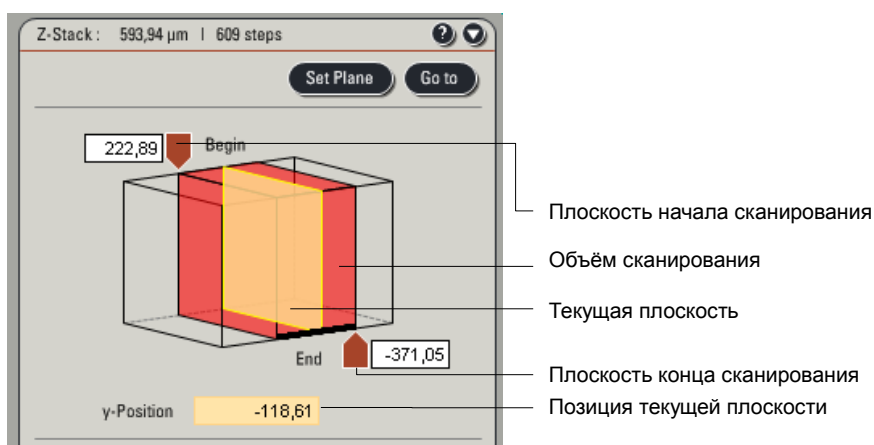 Z-Stack : 593,94 µm | 609 steps
?
Set Plane Go to
222,89 Begin
Плоскость начала сканирования
Объём сканирования
Текущая плоскость
End -371,05
Плоскость конца сканирования
y-Position -118,61 Позиция текущей плоскости